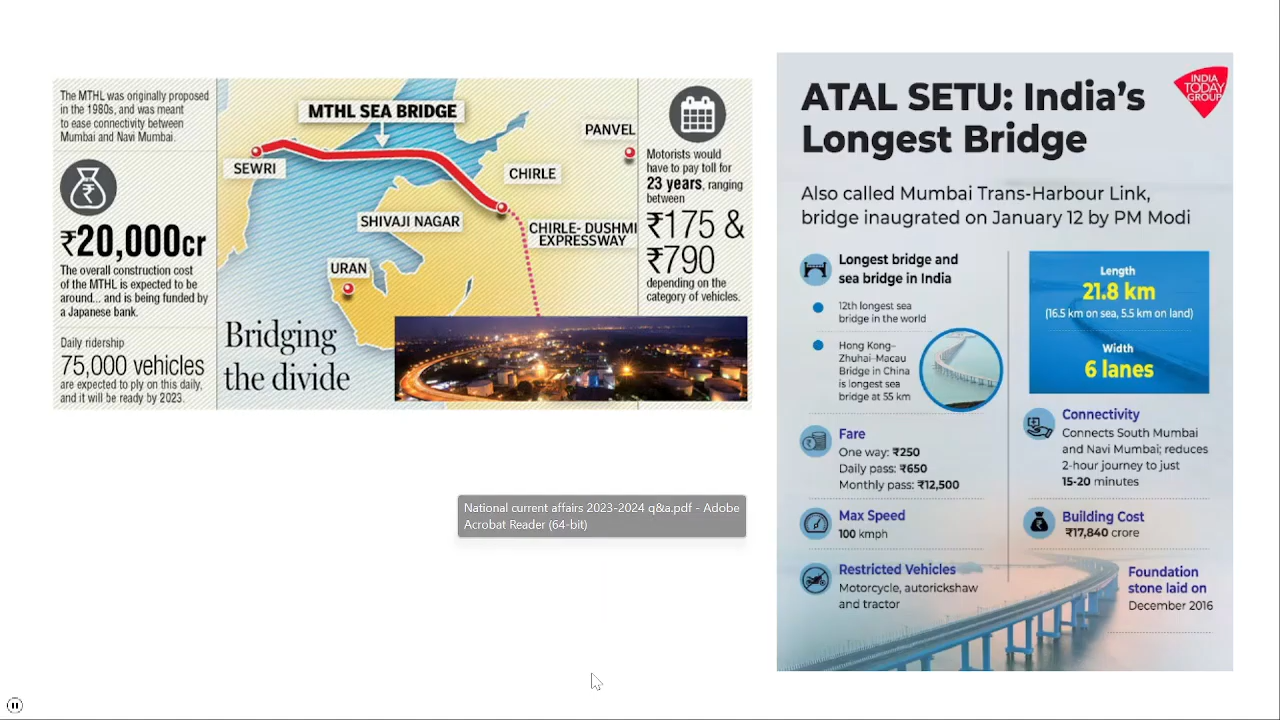 The MTHL was originally proposed
in the 1980s, and was meant
to ease connectivity between
Mumbai and Navi Mumbai.
₹20,000cr
The overall construction cost
of the MTHL is expected to be
around... and is being funded by
a Japanese bank.
Daily ridership
75,000 vehicles
are expected to ply on this daily,
and it will be ready by 2023.
MTHL SEA BRIDGE
SEWRI
PANVEL
CHIRLE
SHIVAJI NAGAR
CHIRLE- DUSHMI
EXPRESSWAY
URAN
Bridging
the divide
Motorists would
have to pay toll for
23 years, ranging
between
₹175 &
₹790
depending on the
category of vehicles.
National current affairs 2023-2024 q&a.pdf - Adobe
Acrobat Reader (64-bit)
ATAL SETU: India's
Longest Bridge
INDIA
TODAY
GROUP
Also called Mumbai Trans-Harbour Link,
bridge inaugrated on January 12 by PM Modi
Longest bridge and
sea bridge in India
12th longest sea
bridge in the world
Hong Kong-
Zhuhai-Macau
Bridge in China
is longest sea
bridge at 55 km
Fare
One way: ₹250
Daily pass: ₹650
Monthly pass: ₹12,500
Max Speed
100 kmph
Restricted Vehicles
Motorcycle, autorickshaw
and tractor
Length
21.8 km
(16.5 km on sea, 5.5 km on land)
Width
6 lanes
Connectivity
Connects South Mumbai
and Navi Mumbai; reduces
2-hour journey to just
15-20 minutes
Building Cost
₹17,840 crore
Foundation
stone laid on
December 2016